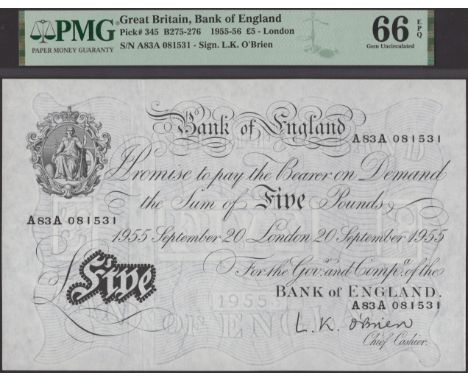 PMG
PAPER MONEY GUARANTY
Great Britain, Bank of England
Pick# 345 B275-276 1955-56 £5 - London
S/N A83A 081531 - Sign. L.K. O'Brien
66 EPQ
Gem Uncirculated
Bank of England
A83A 081531
I Promise to pay the Bearer on Demand
the Sum of Five Pounds
A83A 081531
1955 September 20 London 20 September 1955
For the Gov.r and Comp.a of the
£Five
1955
BANK OF ENGLAND.
A83A 081531
L.K. O'Brien
Chief Cashier.